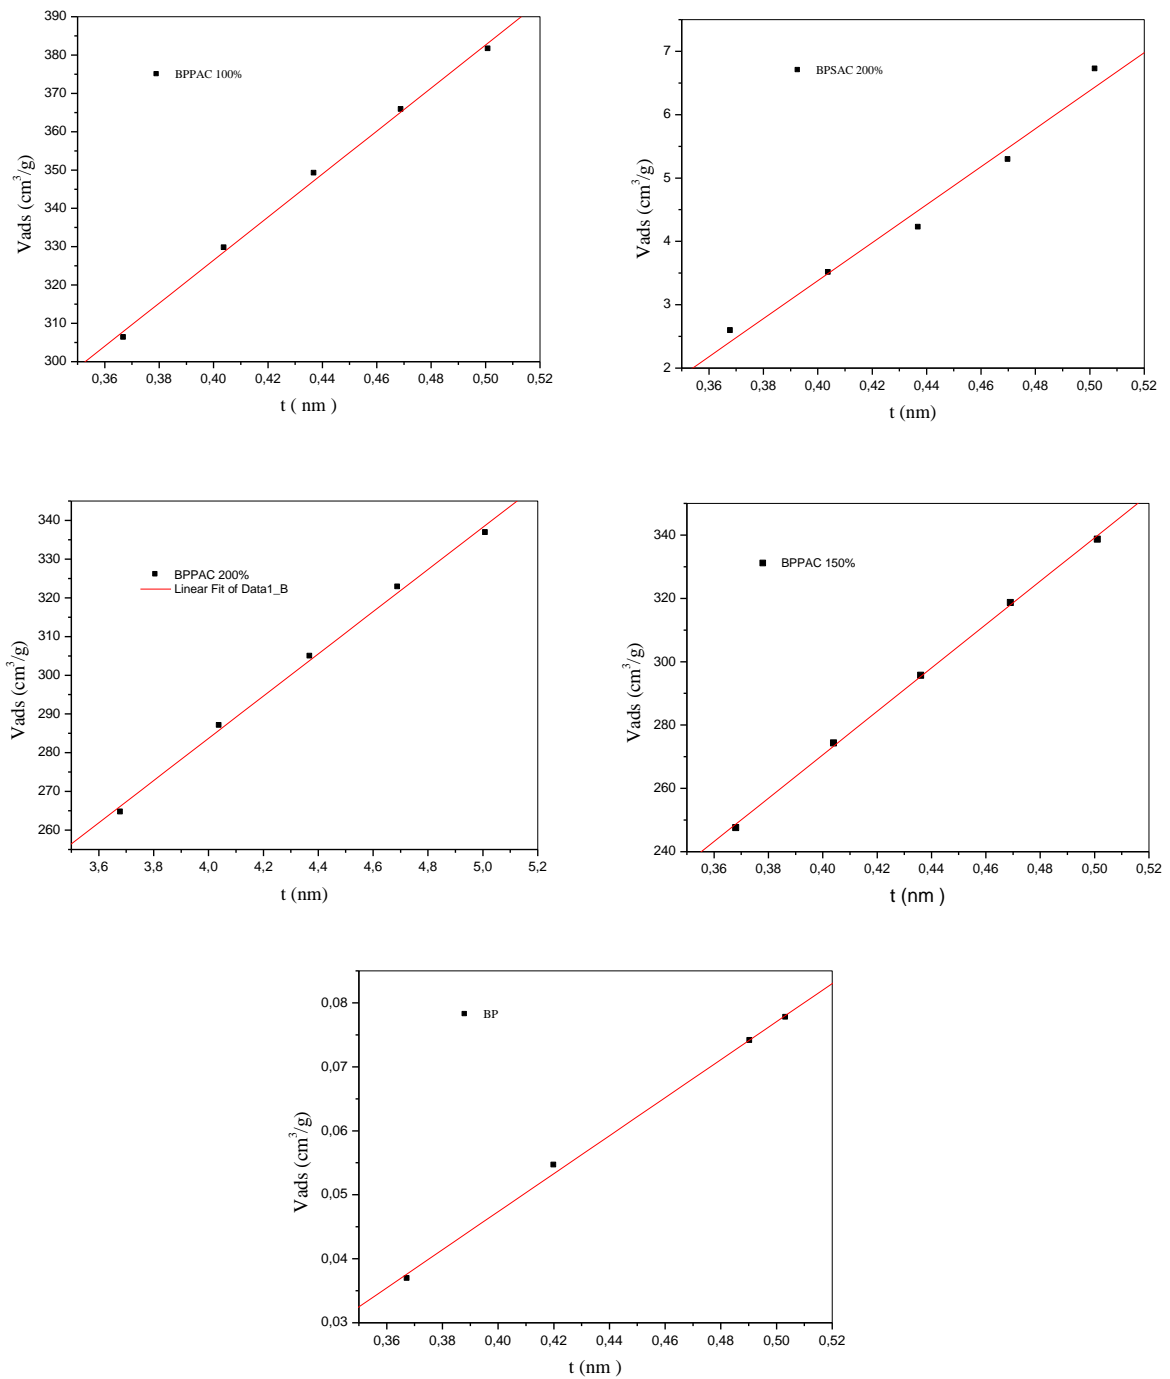 390
380
370
360
350
340
330
320
310
300
Vads (cm³/g)
BPPAC 100%
0,36 0,38 0,40 0,42 0,44 0,46 0,48 0,50 0,52
t ( nm )
7
6
5
4
3
2
Vads (cm³/g)
BPSAC 200%
0,36 0,38 0,40 0,42 0,44 0,46 0,48 0,50 0,52
t (nm)
340
330
320
310
300
290
280
270
260
Vads (cm³/g)
BPPAC 200%
Linear Fit of Data1_B
3,6 3,8 4,0 4,2 4,4 4,6 4,8 5,0 5,2
t (nm)
340
320
300
280
260
240
Vads (cm³/g)
BPPAC 150%
0,36 0,38 0,40 0,42 0,44 0,46 0,48 0,50 0,52
t (nm )
0,08
0,07
0,06
0,05
0,04
0,03
Vads (cm³/g)
BP
0,36 0,38 0,40 0,42 0,44 0,46 0,48 0,50 0,52
t (nm )